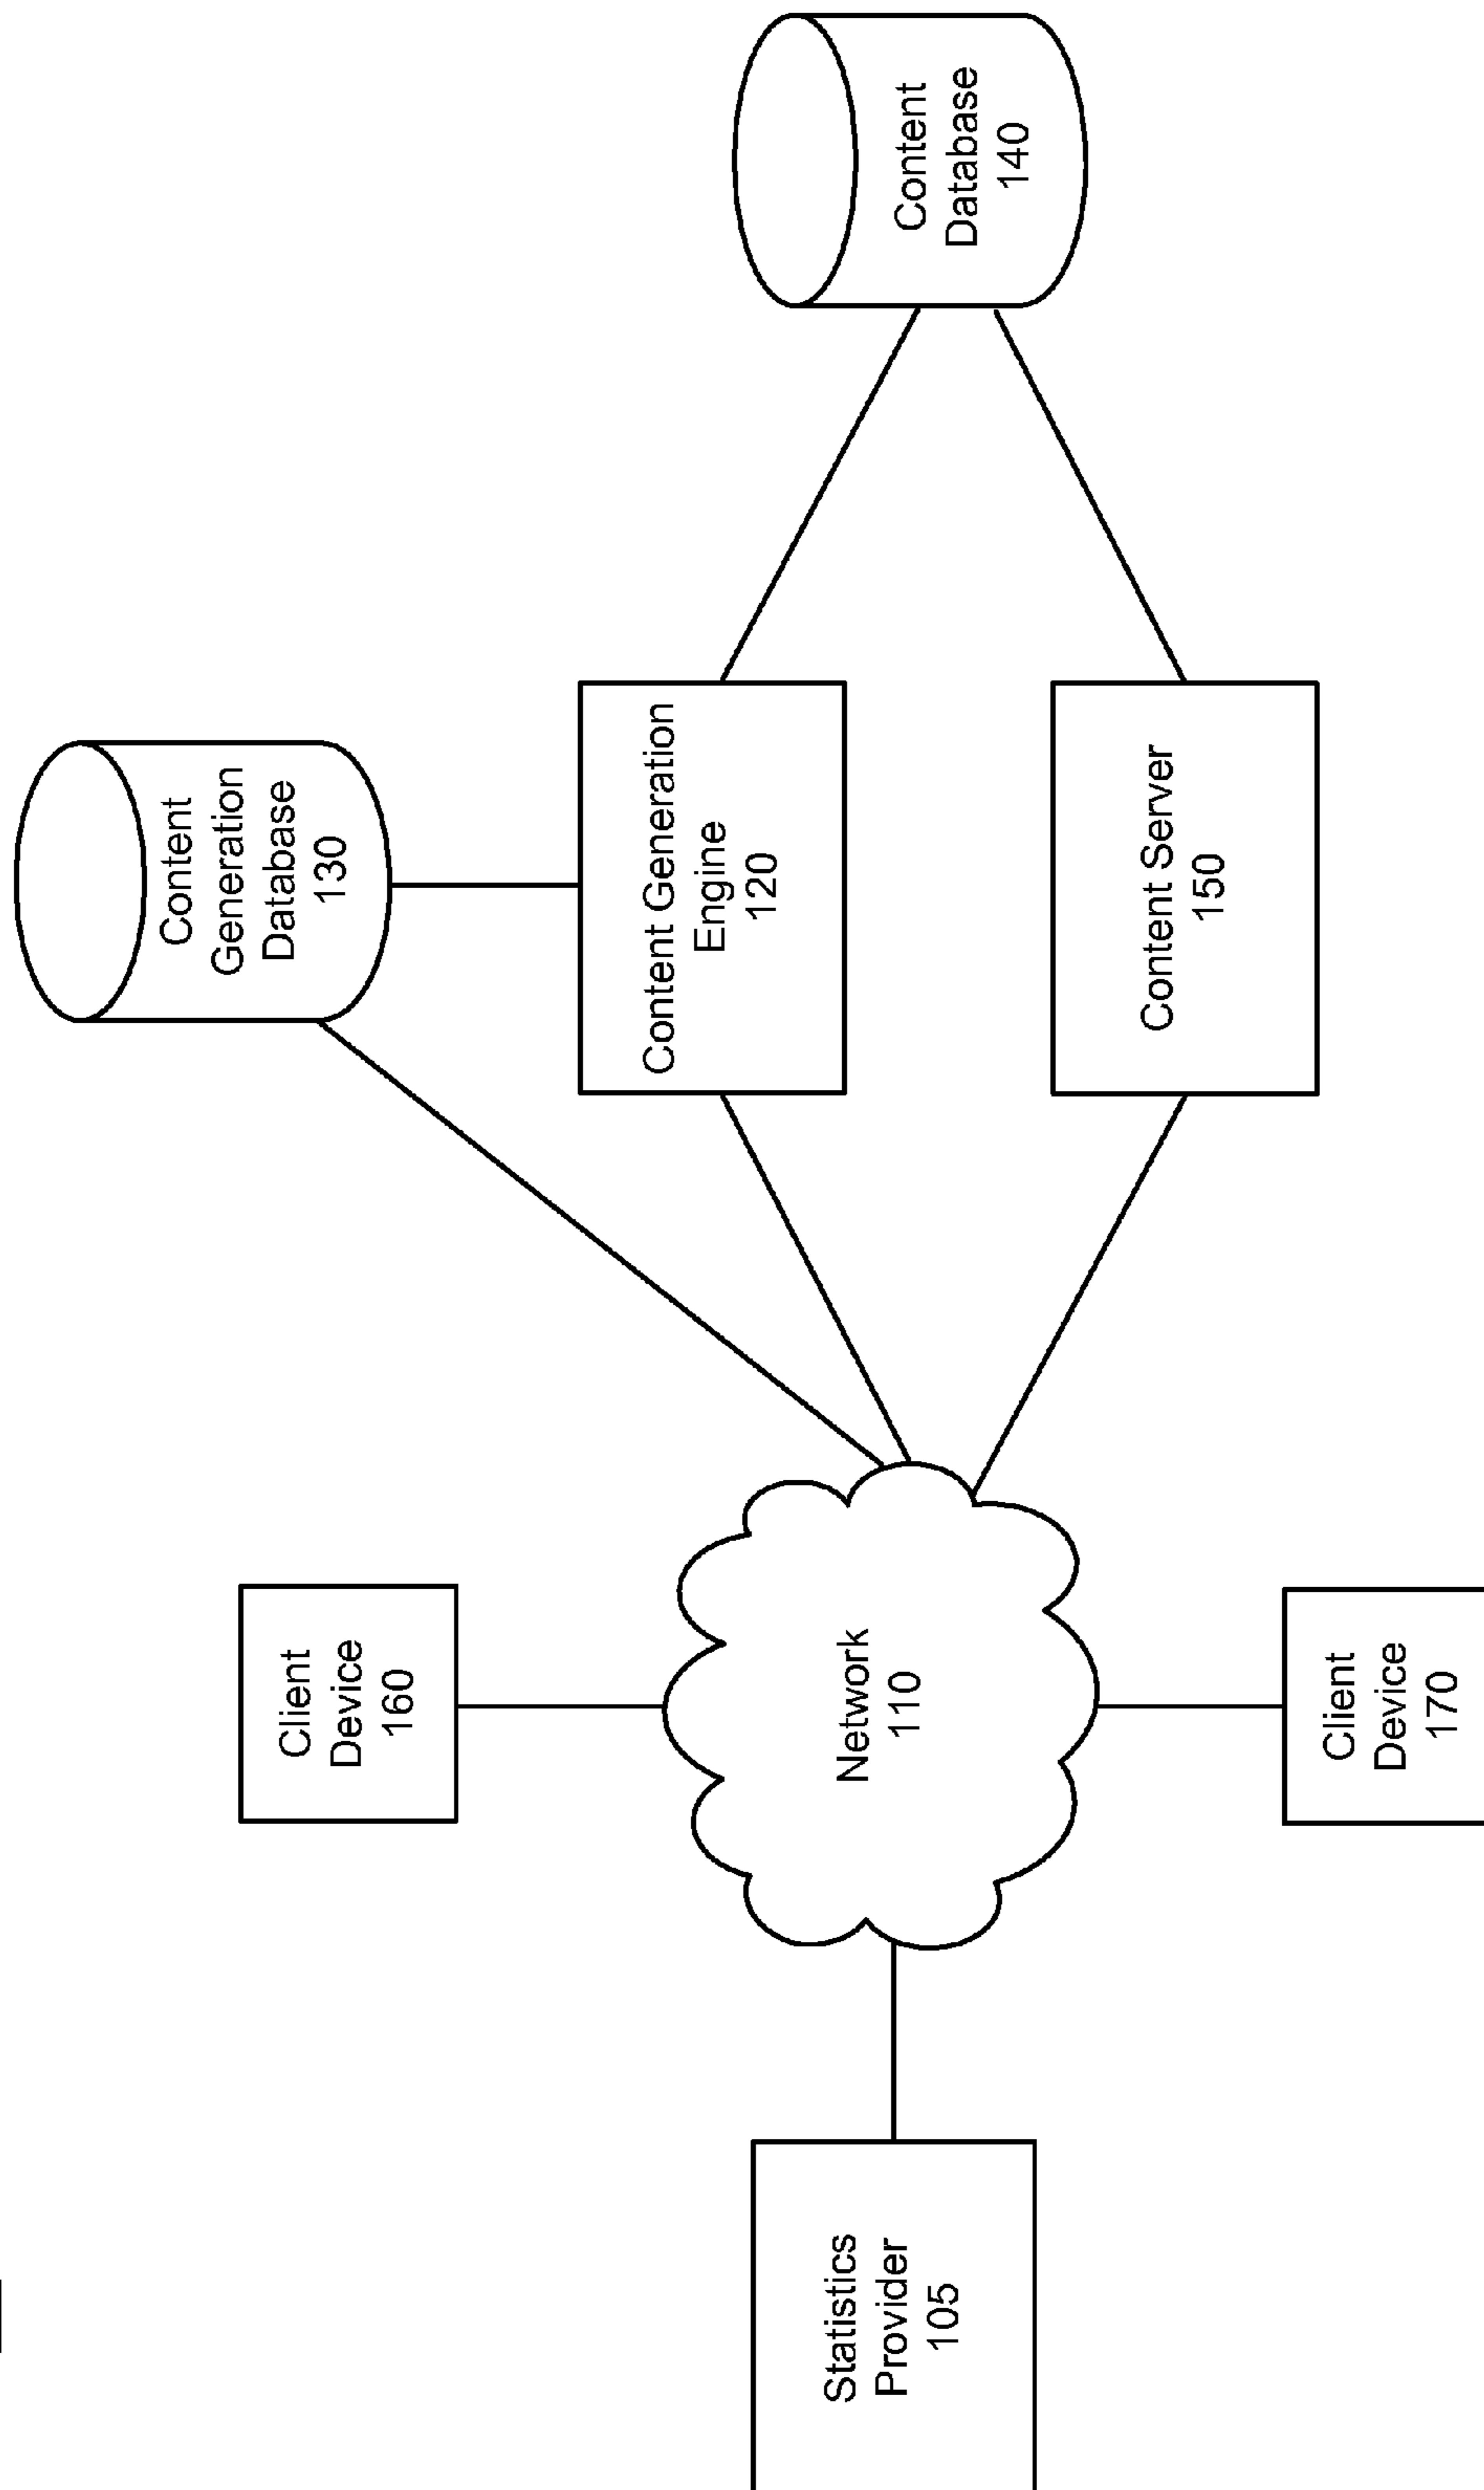 Content
Generation
Database
130
Content
Database
140
Content Generation
Engine
120
Content Server
150
Client
Device
160
Network
110
Client
Device
170
Statistics
Provider
105